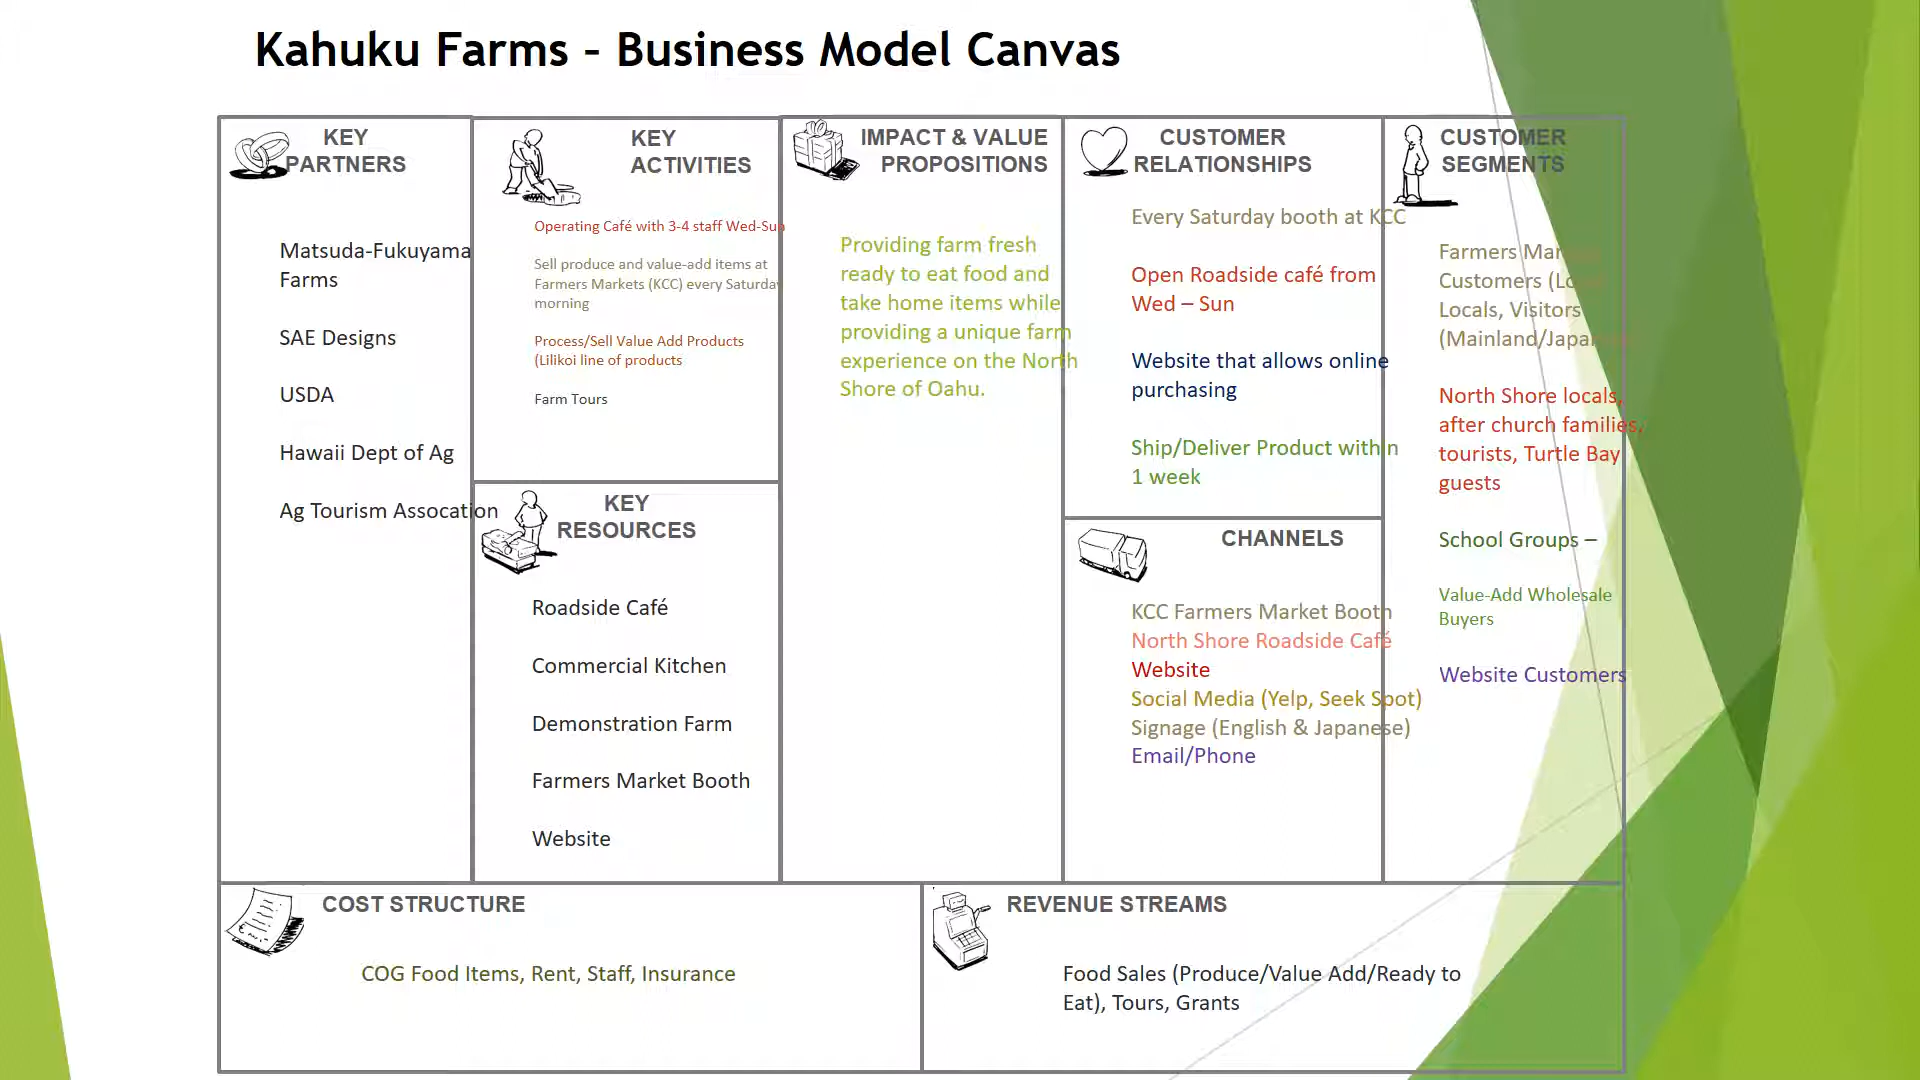 Kahuku Farms – Business Model Canvas
KEY
PARTNERS
Matsuda-Fukuyama
Farms
SAE Designs
USDA
Hawaii Dept of Ag
Ag Tourism Assocation
KEY
ACTIVITIES
Operating Café with 3-4 staff Wed-Sun
Sell produce and value-add items at
Farmers Markets (KCC) every Saturday
morning
Process/Sell Value Add Products
(Lilikoi line of products
Farm Tours
KEY
RESOURCES
Roadside Café
Commercial Kitchen
Demonstration Farm
Farmers Market Booth
Website
IMPACT & VALUE
PROPOSITIONS
Providing farm fresh
ready to eat food and
take home items while
providing a unique farm
experience on the North
Shore of Oahu.
CUSTOMER
RELATIONSHIPS
Every Saturday booth at KCC
Open Roadside café from
Wed – Sun
Website that allows online
purchasing
Ship/Deliver Product within
1 week
CHANNELS
KCC Farmers Market Booth
North Shore Roadside Café
Website
Social Media (Yelp, Seek Spot)
Signage (English & Japanese)
Email/Phone
CUSTOMER
SEGMENTS
Farmers
Customers
Locals, Visitors
(Mainland/
North Shore locals,
after church families,
tourists, Turtle Bay
guests
School Groups –
Value-Add Wholesale
Buyers
Website Customers
COST STRUCTURE
COG Food Items, Rent, Staff, Insurance
REVENUE STREAMS
Food Sales (Produce/Value Add/Ready to
Eat), Tours, Grants